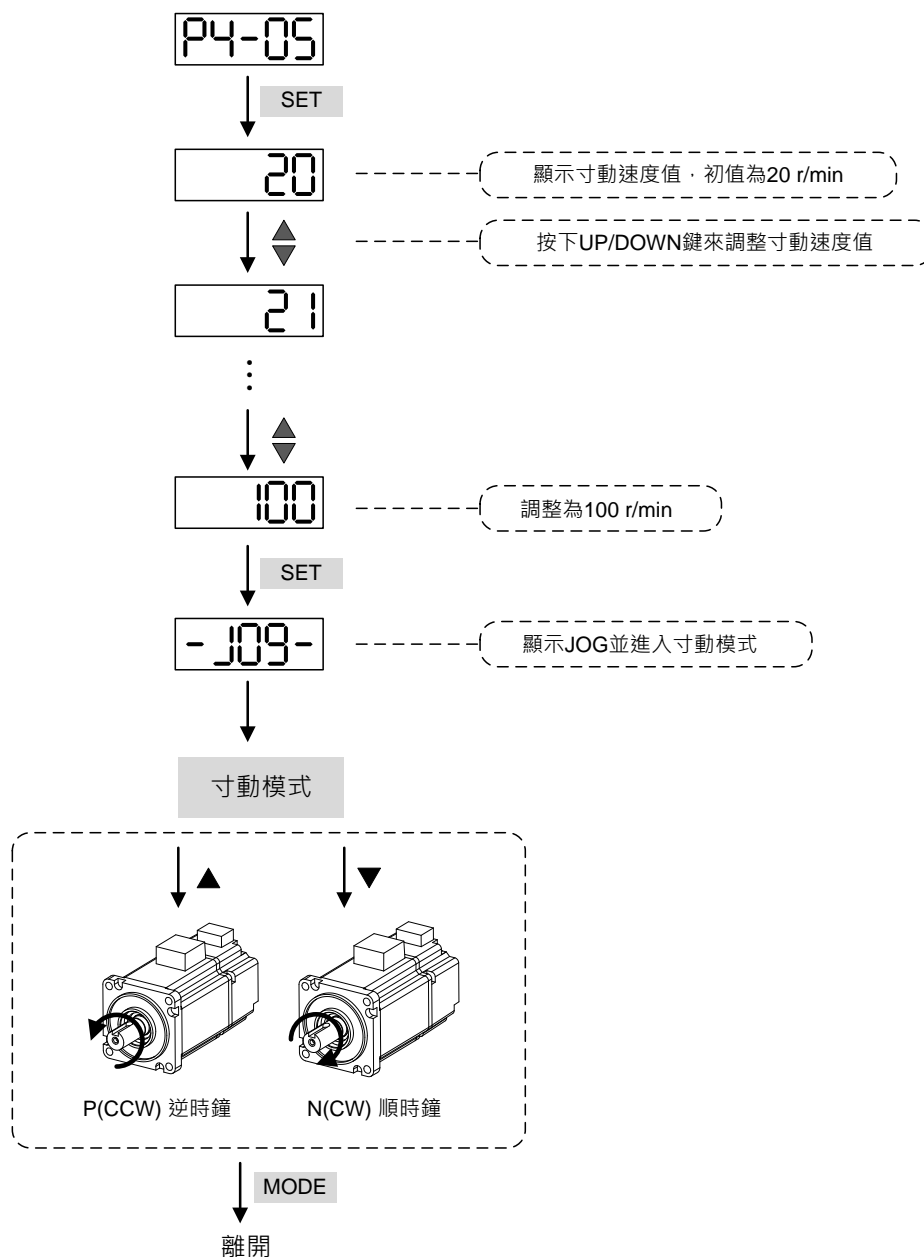 P4-05
SET
20
顯示寸動速度值，初值為20 r/min
按下UP/DOWN鍵來調整寸動速度值
21
100
調整為100 r/min
SET
-J09-
顯示JOG並進入寸動模式
寸動模式
P(CCW) 逆時鐘
N(CW) 順時鐘
MODE
離開